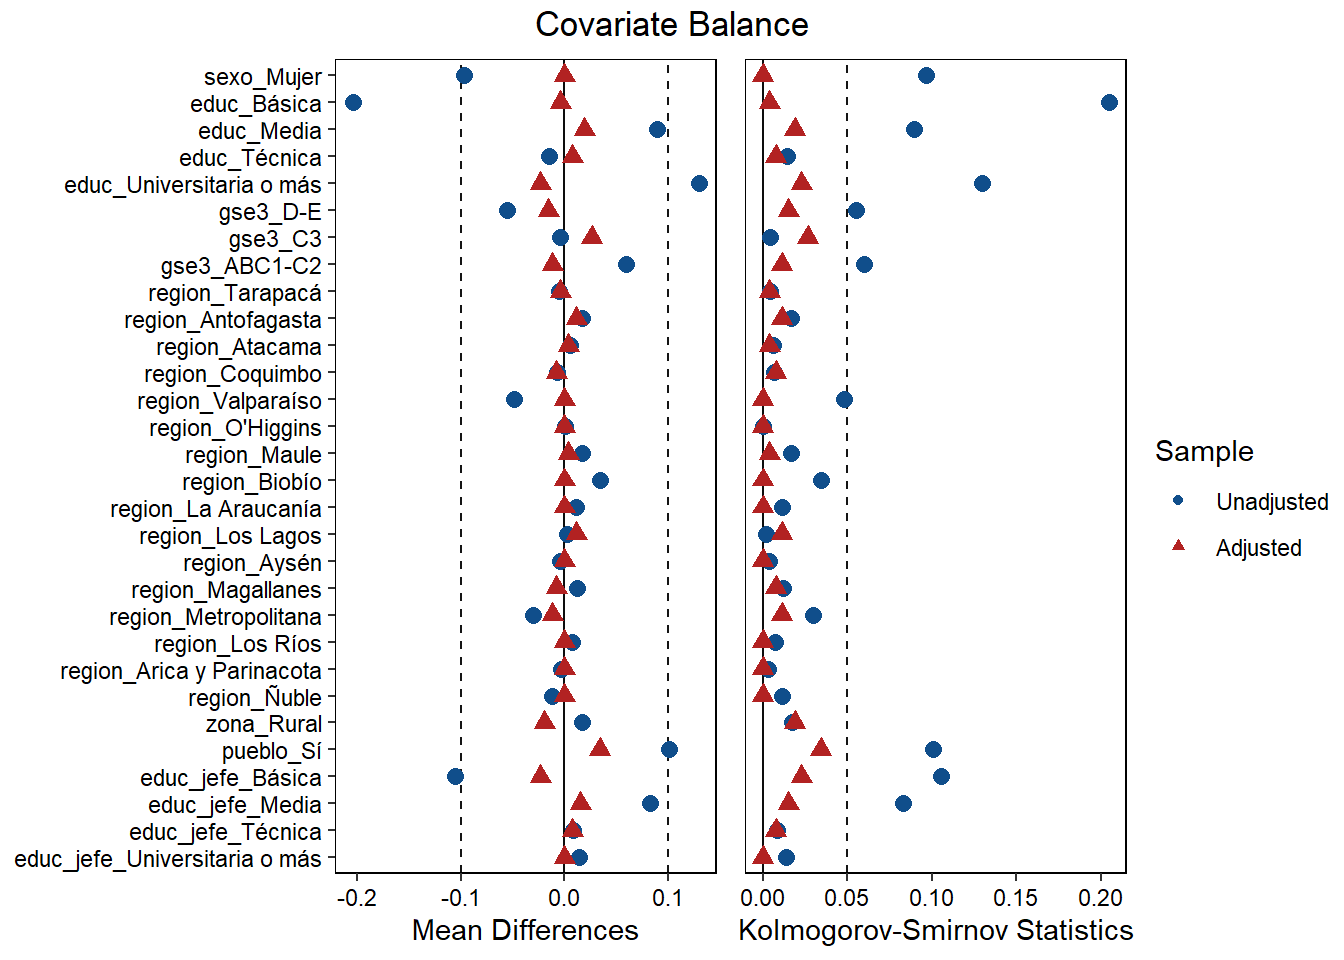 Covariate Balance
sexo_Mujer
educ_Básica
educ_Media
educ_Técnica
educ_Universitaria o más
gse3_D-E
gse3_C3
gse3_ABC1-C2
region_Tarapacá
region_Antofagasta
region_Atacama
region_Coquimbo
region_Valparaíso
region_O'Higgins
region_Maule
region_Biobío
region_La Araucanía
region_Los Lagos
region_Aysén
region_Magallanes
region_Metropolitana
region_Los Ríos
region_Arica y Parinacota
region_Ñuble
zona_Rural
pueblo_Sí
educ_jefe_Básica
educ_jefe_Media
educ_jefe_Técnica
educ_jefe_Universitaria o más
-0.2 -0.1 0.0 0.1
Mean Differences
0.00 0.05 0.10 0.15 0.20
Kolmogorov-Smirnov Statistics
Sample
Unadjusted
Adjusted